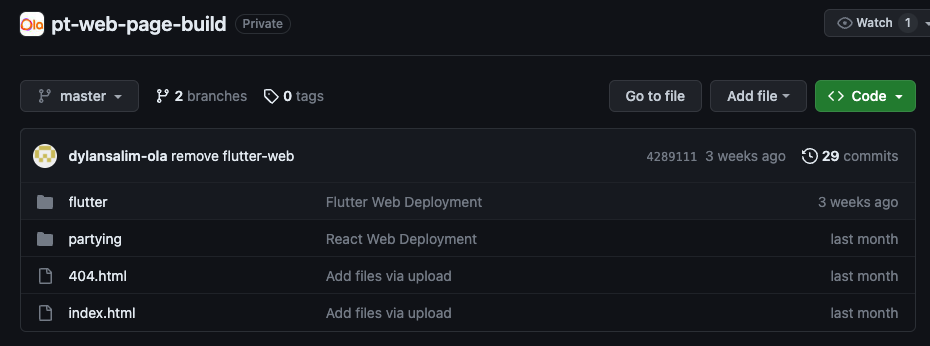 Ola pt-web-page-build Private Watch 1
master 2 branches 0 tags Go to file Add file <> Code
dylansalim-ola remove flutter-web 4289111 3 weeks ago 29 commits
flutter Flutter Web Deployment 3 weeks ago
partying React Web Deployment last month
404.html Add files via upload last month
index.html Add files via upload last month